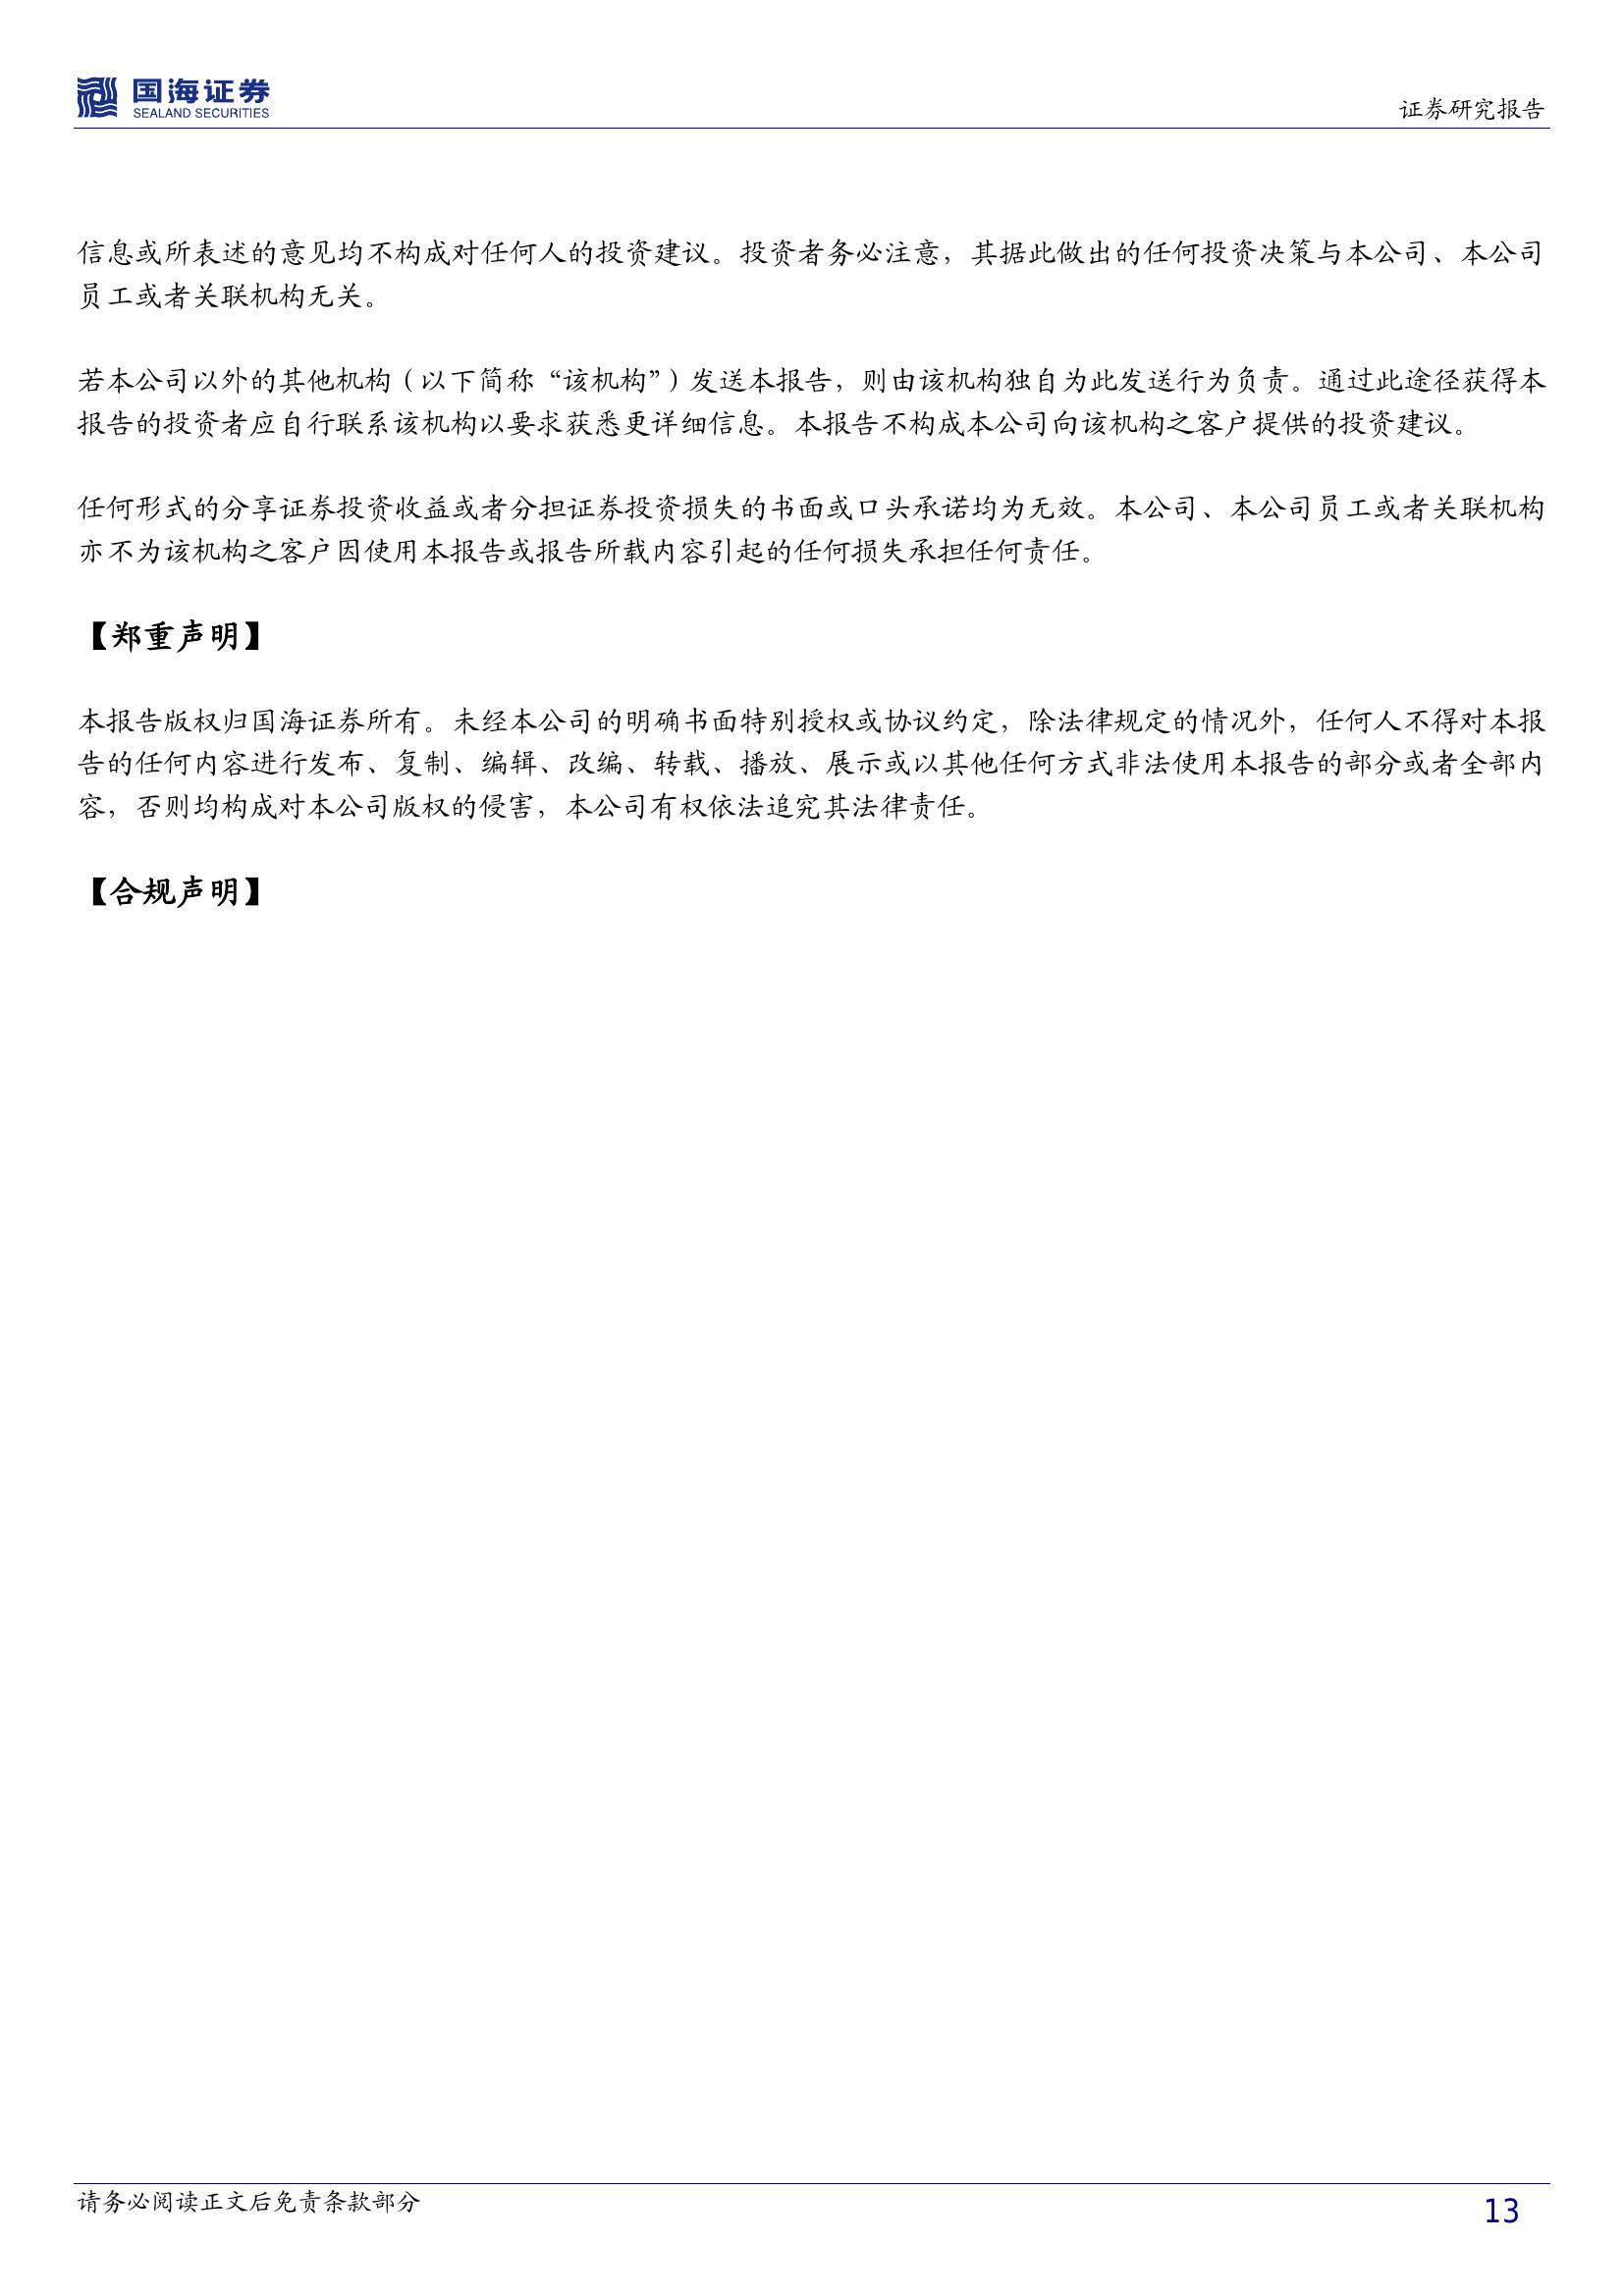 国海证券
SEALAND SECURITIES
证券研究报告
信息或所表述的意见均不构成对任何人的投资建议。投资者务必注意，其据此做出的任何投资决策与本公司、本公司
员工或者关联机构无关。
若本公司以外的其他机构（以下简称“该机构”）发送本报告，则由该机构独自为此发送行为负责。通过此途径获得本
报告的投资者应自行联系该机构以要求获悉更详细信息。本报告不构成本公司向该机构之客户提供的投资建议。
任何形式的分享证券投资收益或者分担证券投资损失的书面或口头承诺均为无效。本公司、本公司员工或者关联机构
亦不为该机构之客户因使用本报告或报告所载内容引起的任何损失承担任何责任。
【郑重声明】
本报告版权归国海证券所有。未经本公司的明确书面特别授权或协议约定，除法律规定的情况外，任何人不得对本报
告的任何内容进行发布、复制、编辑、改编、转载、播放、展示或以其他任何方式非法使用本报告的部分或者全部内
容，否则均构成对本公司版权的侵害，本公司有权依法追究其法律责任。
【合规声明】
请务必阅读正文后免责条款部分
13